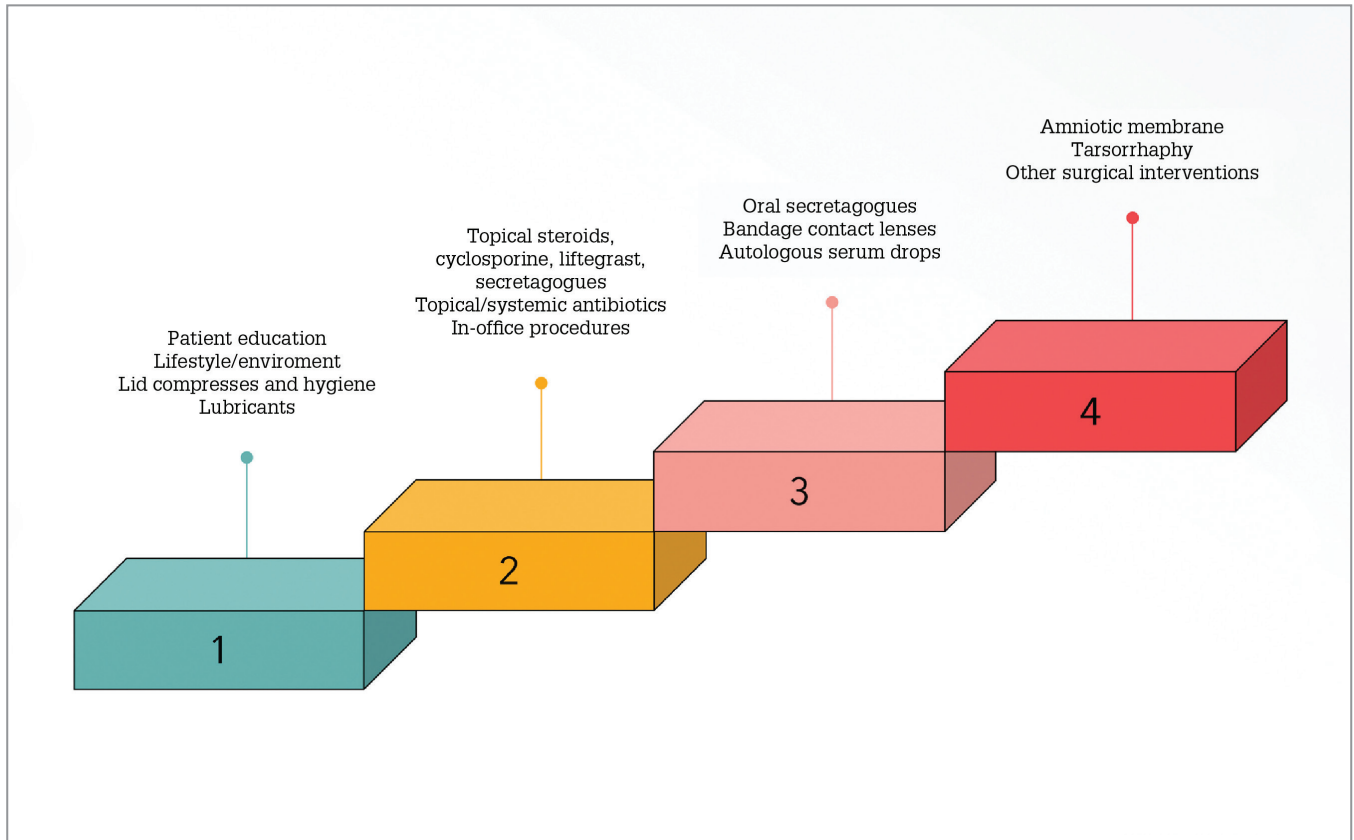 Patient education
Lifestyle/enviroment
Lid compresses and hygiene
Lubricants
1
Topical steroids,
cyclosporine, liftegrast,
secretagogues
Topical/systemic antibiotics
In-office procedures
2
Oral secretagogues
Bandage contact lenses
Autologous serum drops
3
Amniotic membrane
Tarsorrhaphy
Other surgical interventions
4